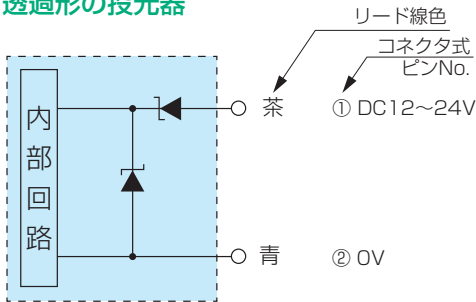 透過形の投光器
リード線色
コネクタ式
ピンNo.
内部回路
茶 ① DC12～24V
青 ② 0V